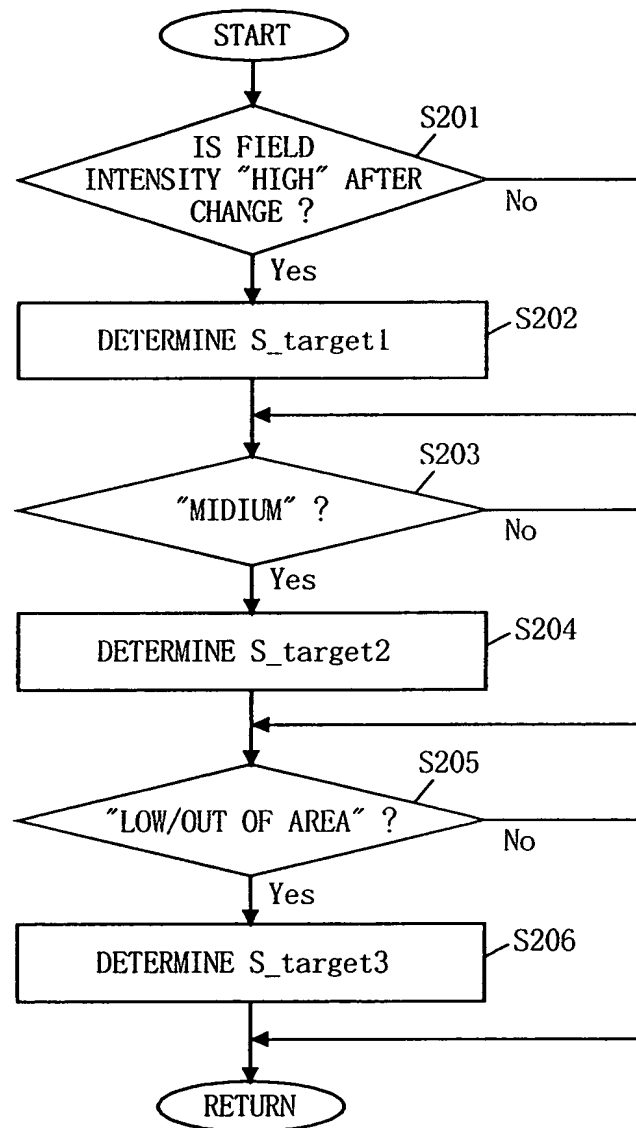 START
S201
IS FIELD
INTENSITY "HIGH" AFTER
CHANGE ?
No
Yes
DETERMINE S_target1
S202
S203
"MIDIUM" ?
No
Yes
DETERMINE S_target2
S204
S205
"LOW/OUT OF AREA" ?
No
Yes
DETERMINE S_target3
S206
RETURN